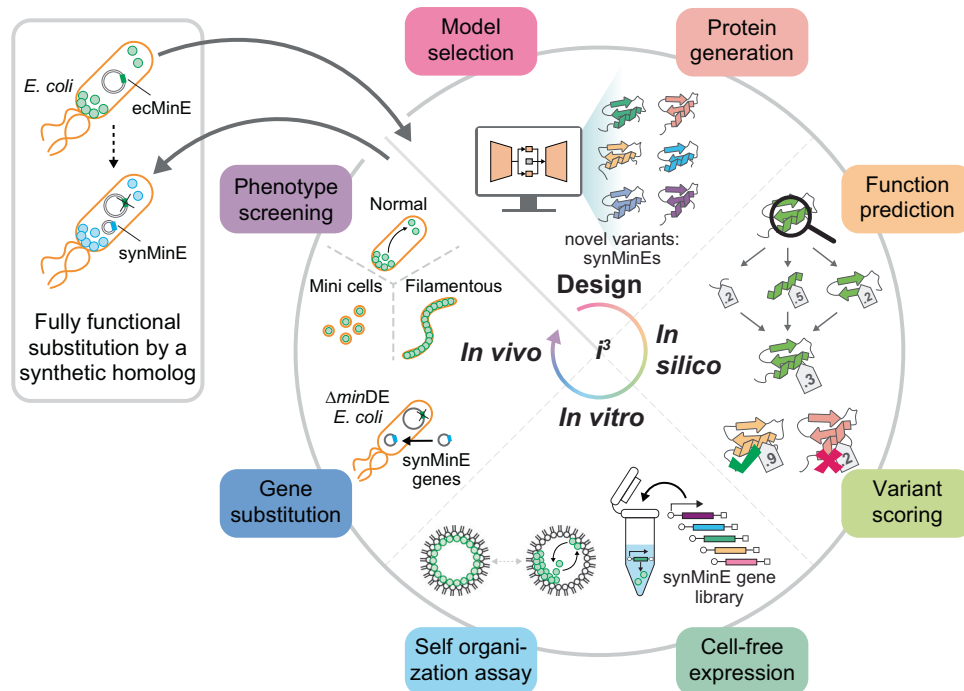 E. coli
ecMinE
synMinE
Fully functional
substitution by a
synthetic homolog
Model
selection
Protein
generation
novel variants:
synMinEs
Function
prediction
.2
.5
.2
.3
.9
.2
Variant
scoring
Design
In
silico
i³
In vitro
In vivo
synMinE gene
library
Cell-free
expression
Self organi-
zation assay
ΔminDE
E. coli
synMinE
genes
Gene
substitution
Phenotype
screening
Normal
Mini cells
Filamentous